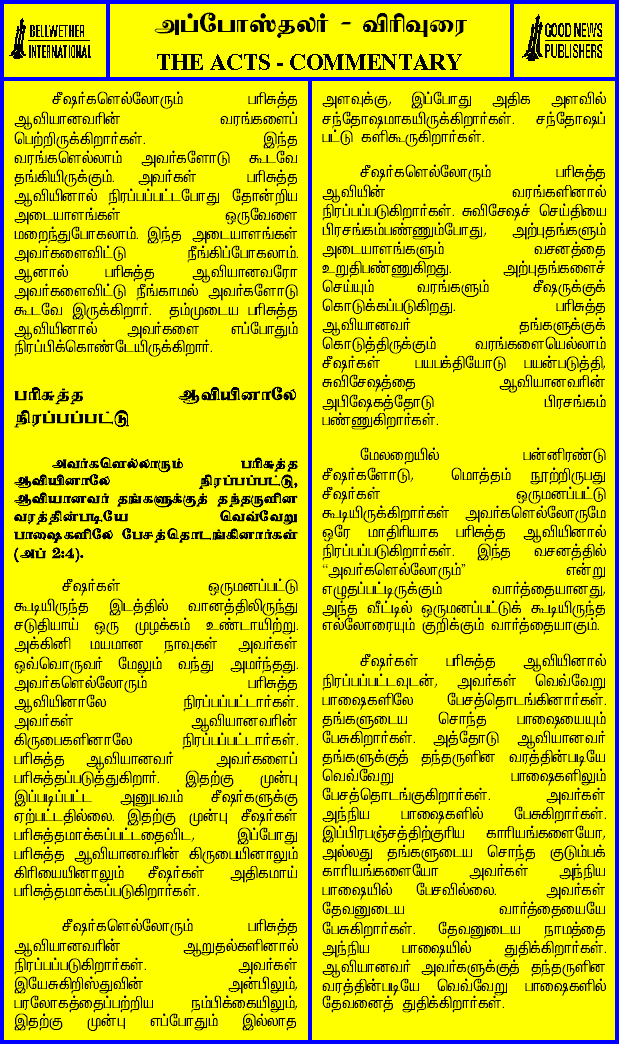 BELLWETHER
INTERNATIONAL
அப்போஸ்தலர் - விரிவுரை
THE ACTS - COMMENTARY
GOOD NEWS
PUBLISHERS
சீஷர்களெல்லோரும் பரிசுத்த
ஆவியானவரின் வரங்களைப்
பெற்றிருக்கிறார்கள். இந்த
வரங்களெல்லாம் அவர்களோடு கூடவே
தங்கியிருக்கும். அவர்கள் பரிசுத்த
ஆவியினால் நிரப்பப்பட்டபோது தோன்றிய
அடையாளங்கள் ஒருவேளை
மறைந்துபோகலாம். இந்த அடையாளங்கள்
அவர்களைவிட்டு நீங்கிப்போகலாம்.
ஆனால் பரிசுத்த ஆவியானவரோ
அவர்களைவிட்டு நீங்காமல் அவர்களோடு
கூடவே இருக்கிறார். தம்முடைய பரிசுத்த
ஆவியினால் அவர்களை எப்போதும்
நிரப்பிக்கொண்டேயிருக்கிறார்.
பரிசுத்த ஆவியினாலே
நிரப்பப்பட்டு
அவர்களெல்லாரும் பரிசுத்த
ஆவியினாலே நிரப்பப்பட்டு,
ஆவியானவர் தங்களுக்குத் தந்தருளின
வரத்தின்படியே வெவ்வேறு
பாஷைகளிலே பேசத்தொடங்கினார்கள்
(அப் 2:4).
சீஷர்கள் ஒருமனப்பட்டு
கூடியிருந்த இடத்தில் வானத்திலிருந்து
சடுதியாய் ஒரு முழக்கம் உண்டாயிற்று.
அக்கினி மயமான நாவுகள் அவர்கள்
ஒவ்வொருவர் மேலும் வந்து அமர்ந்தது.
அவர்களெல்லோரும் பரிசுத்த
ஆவியினாலே நிரப்பப்பட்டார்கள்.
அவர்கள் ஆவியானவரின்
கிருபைகளினாலே நிரப்பப்பட்டார்கள்.
பரிசுத்த ஆவியானவர் அவர்களைப்
பரிசுத்தப்படுத்துகிறார். இதற்கு முன்பு
இப்படிப்பட்ட அனுபவம் சீஷர்களுக்கு
ஏற்பட்டதில்லை. இதற்கு முன்பு சீஷர்கள்
பரிசுத்தமாக்கப்பட்டதைவிட, இப்போது
பரிசுத்த ஆவியானவரின் கிருபையினாலும்
கிரியையினாலும் சீஷர்கள் அதிகமாய்
பரிசுத்தமாக்கப்படுகிறார்கள்.
சீஷர்களெல்லோரும் பரிசுத்த
ஆவியானவரின் ஆறுதல்களினால்
நிரப்பப்படுகிறார்கள். அவர்கள்
இயேசுகிறிஸ்துவின் அன்பிலும்,
பரலோகத்தைப்பற்றிய நம்பிக்கையிலும்,
இதற்கு முன்பு எப்போதும் இல்லாத
அளவுக்கு, இப்போது அதிக அளவில்
சந்தோஷமாகயிருக்கிறார்கள். சந்தோஷப்
பட்டு களிகூருகிறார்கள்.
சீஷர்களெல்லோரும் பரிசுத்த
ஆவியின் வரங்களினால்
நிரப்பப்படுகிறார்கள். சுவிசேஷச் செய்தியை
பிரசங்கம்பண்ணும்போது, அற்புதங்களும்
அடையாளங்களும் வசனத்தை
உறுதிபண்ணுகிறது. அற்புதங்களைச்
செய்யும் வரங்களும் சீஷருக்குக்
கொடுக்கப்படுகிறது. பரிசுத்த
ஆவியானவர் தங்களுக்குக்
கொடுத்திருக்கும் வரங்களையெல்லாம்
சீஷர்கள் பயபக்தியோடு பயன்படுத்தி,
சுவிசேஷத்தை ஆவியானவரின்
அபிஷேகத்தோடு பிரசங்கம்
பண்ணுகிறார்கள்.
மேலறையில் பன்னிரண்டு
சீஷர்களோடு, மொத்தம் நூற்றிருபது
சீஷர்கள் ஒருமனப்பட்டு
கூடியிருக்கிறார்கள் அவர்களெல்லோருமே
ஒரே மாதிரியாக பரிசுத்த ஆவியினால்
நிரப்பப்படுகிறார்கள். இந்த வசனத்தில்
“அவர்களெல்லோரும்” என்று
எழுதப்பட்டிருக்கும் வார்த்தையானது,
அந்த வீட்டில் ஒருமனப்பட்டுக் கூடியிருந்த
எல்லோரையும் குறிக்கும் வார்த்தையாகும்.
சீஷர்கள் பரிசுத்த ஆவியினால்
நிரப்பப்பட்டவுடன், அவர்கள் வெவ்வேறு
பாஷைகளிலே பேசத்தொடங்கினார்கள்.
தங்களுடைய சொந்த பாஷையையும்
பேசுகிறார்கள். அத்தோடு ஆவியானவர்
தங்களுக்குத் தந்தருளின வரத்தின்படியே
வெவ்வேறு பாஷைகளிலும்
பேசத்தொடங்குகிறார்கள். அவர்கள்
அந்நிய பாஷைகளில் பேசுகிறார்கள்.
இப்பிரபஞ்சத்திற்குரிய காரியங்களையோ,
அல்லது தங்களுடைய சொந்த குடும்பக்
காரியங்களையோ அவர்கள் அந்நிய
பாஷையில் பேசவில்லை. அவர்கள்
தேவனுடைய வார்த்தையையே
பேசுகிறார்கள். தேவனுடைய நாமத்தை
அந்நிய பாஷையில் துதிக்கிறார்கள்.
ஆவியானவர் அவர்களுக்குத் தந்தருளின
வரத்தின்படியே வெவ்வேறு பாஷைகளில்
தேவனைத் துதிக்கிறார்கள்.